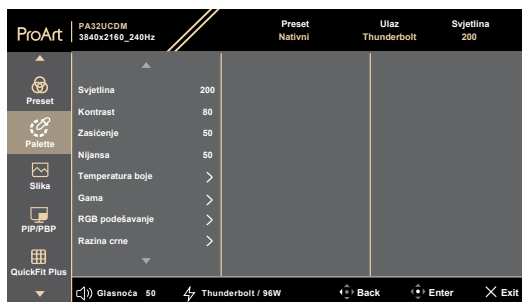 ProArt
PA32UCDM
3840x2160_240Hz
Preset
Nativni
Ulaz
Thunderbolt
Svjetlina
200
Preset
Palette
Slika
PIP/PBP
QuickFit Plus
Svjetlina 200
Kontrast 80
Zasićenje 50
Nijansa 50
Temperatura boje
Gama
RGB podešavanje
Razina crne
Glasnoća 50
Thunderbolt / 96W
Back
Enter
Exit